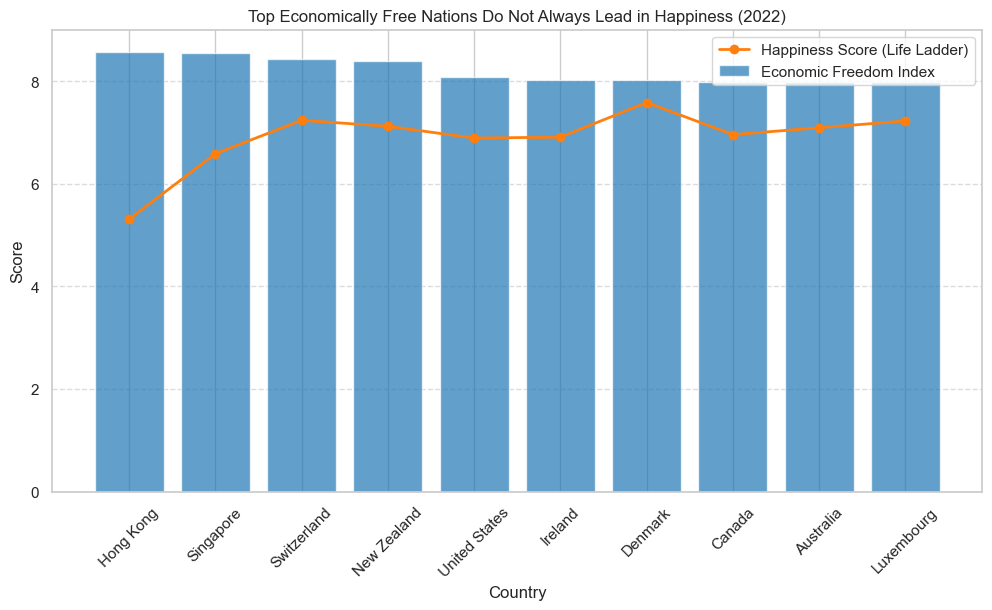 Top Economically Free Nations Do Not Always Lead in Happiness (2022)
Happiness Score (Life Ladder)
Economic Freedom Index
8
6
4
2
0
Score
Hong Kong
Singapore
Switzerland
New Zealand
United States
Ireland
Denmark
Canada
Australia
Luxembourg
Country